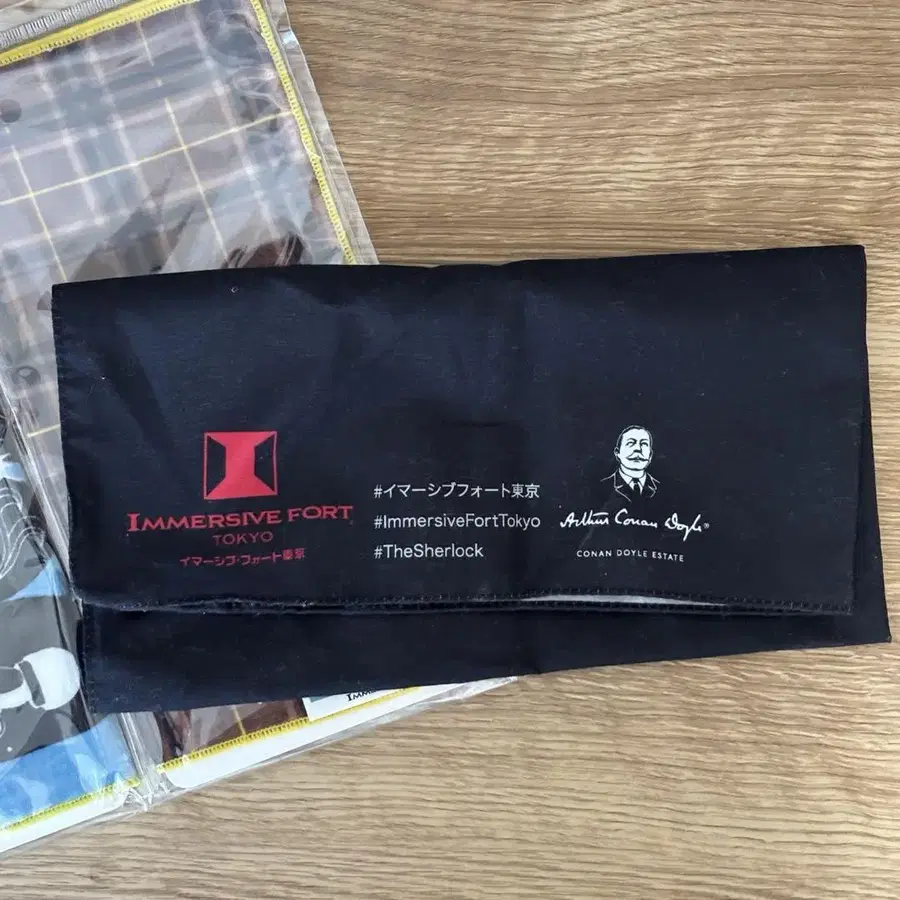 IMMERSIVE FORT
TOKYO
イマーシブ・フォート東京
#イマーシブフォート東京
#ImmersiveFortTokyo
#TheSherlock
Arthur Conan Doyle®
CONAN DOYLE ESTATE